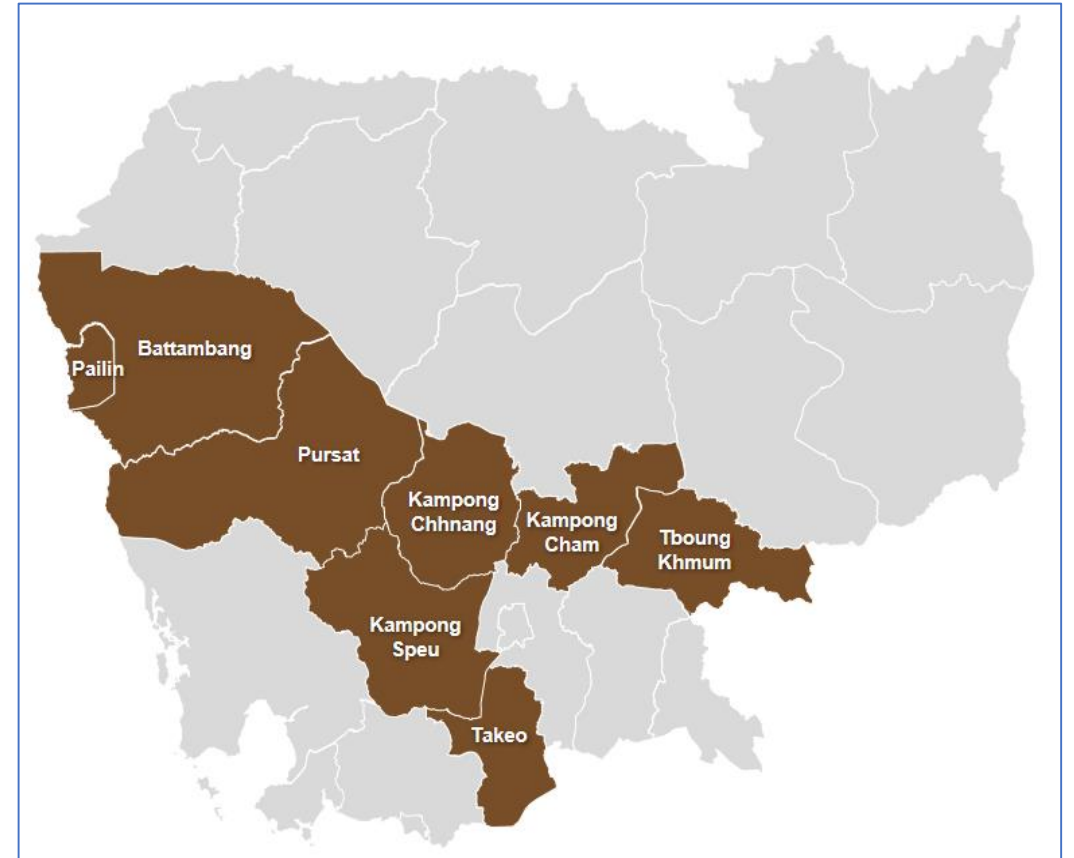 Battambang
Pailin
Pursat
Kampong
Chhnang
Kampong
Cham
Tboung
Khmum
Kampong
Speu
Takeo